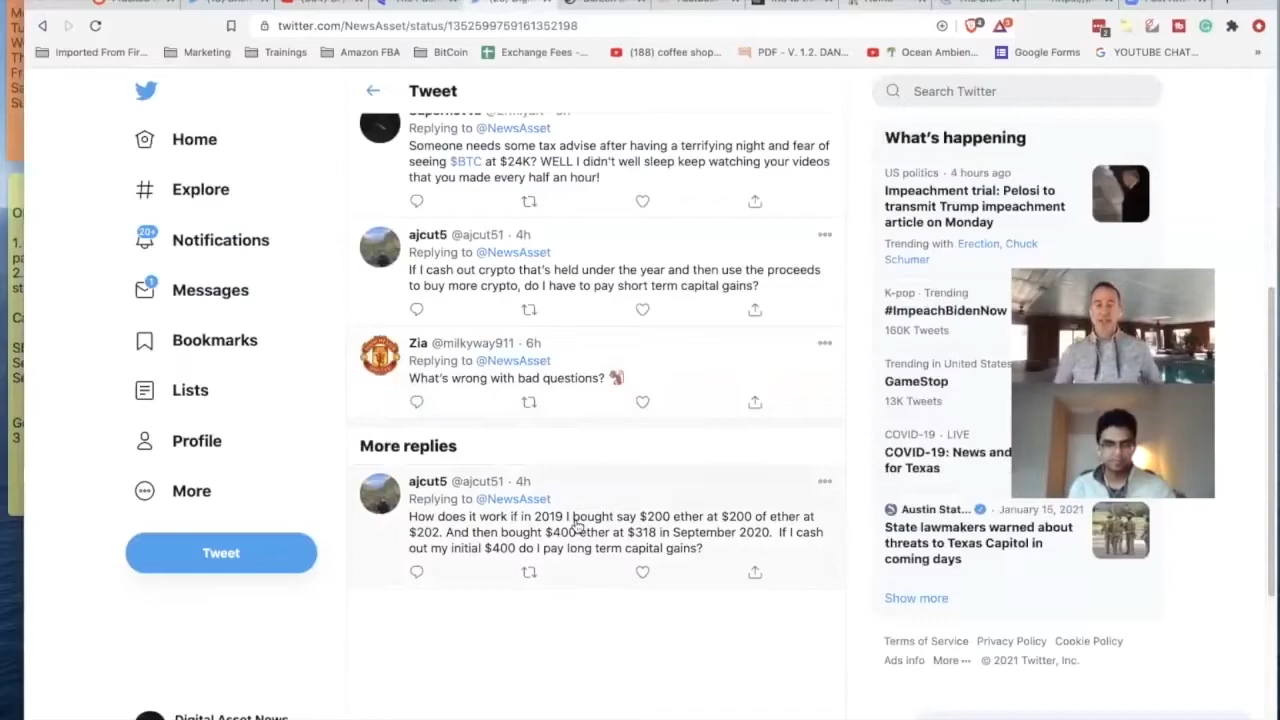 twitter.com/NewsAsset/status/1352599759161352198
Imported From Fir... Marketing Trainings Amazon FBA BitCoin Exchange Fees -... (188) coffee shop... PDF - V. 1.2. DAN... Ocean Ambien... Google Forms YOUTUBE CHAT... »
Home
Explore
20+
Notifications
1
Messages
Bookmarks
Lists
Profile
More
Tweet
Digital Asset News
Tweet
Replying to @NewsAsset
Someone needs some tax advise after having a terrifying night and fear of
seeing $BTC at $24K? WELL I didn't well sleep keep watching your videos
that you made every half an hour!
ajcut5 @ajcut51 · 4h
Replying to @NewsAsset
If I cash out crypto that's held under the year and then use the proceeds
to buy more crypto, do I have to pay short term capital gains?
Zia @milkyway911 · 6h
Replying to @NewsAsset
What's wrong with bad questions?
More replies
ajcut5 @ajcut51 · 4h
Replying to @NewsAsset
How does it work if in 2019 I bought say $200 ether at $200 of ether at
$202. And then bought $400 ether at $318 in September 2020. If I cash
out my initial $400 do I pay long term capital gains?
Search Twitter
What's happening
US politics · 4 hours ago
Impeachment trial: Pelosi to
transmit Trump impeachment
article on Monday
Trending with Erection, Chuck
Schumer
K-pop · Trending
#ImpeachBidenNow
160K Tweets
Trending in United States
GameStop
13K Tweets
COVID-19 · LIVE
COVID-19: News and
for Texas
Austin Stat... · January 15, 2021
State lawmakers warned about
threats to Texas Capitol in
coming days
Show more
Terms of Service Privacy Policy Cookie Policy
Ads info More ··· © 2021 Twitter, Inc.